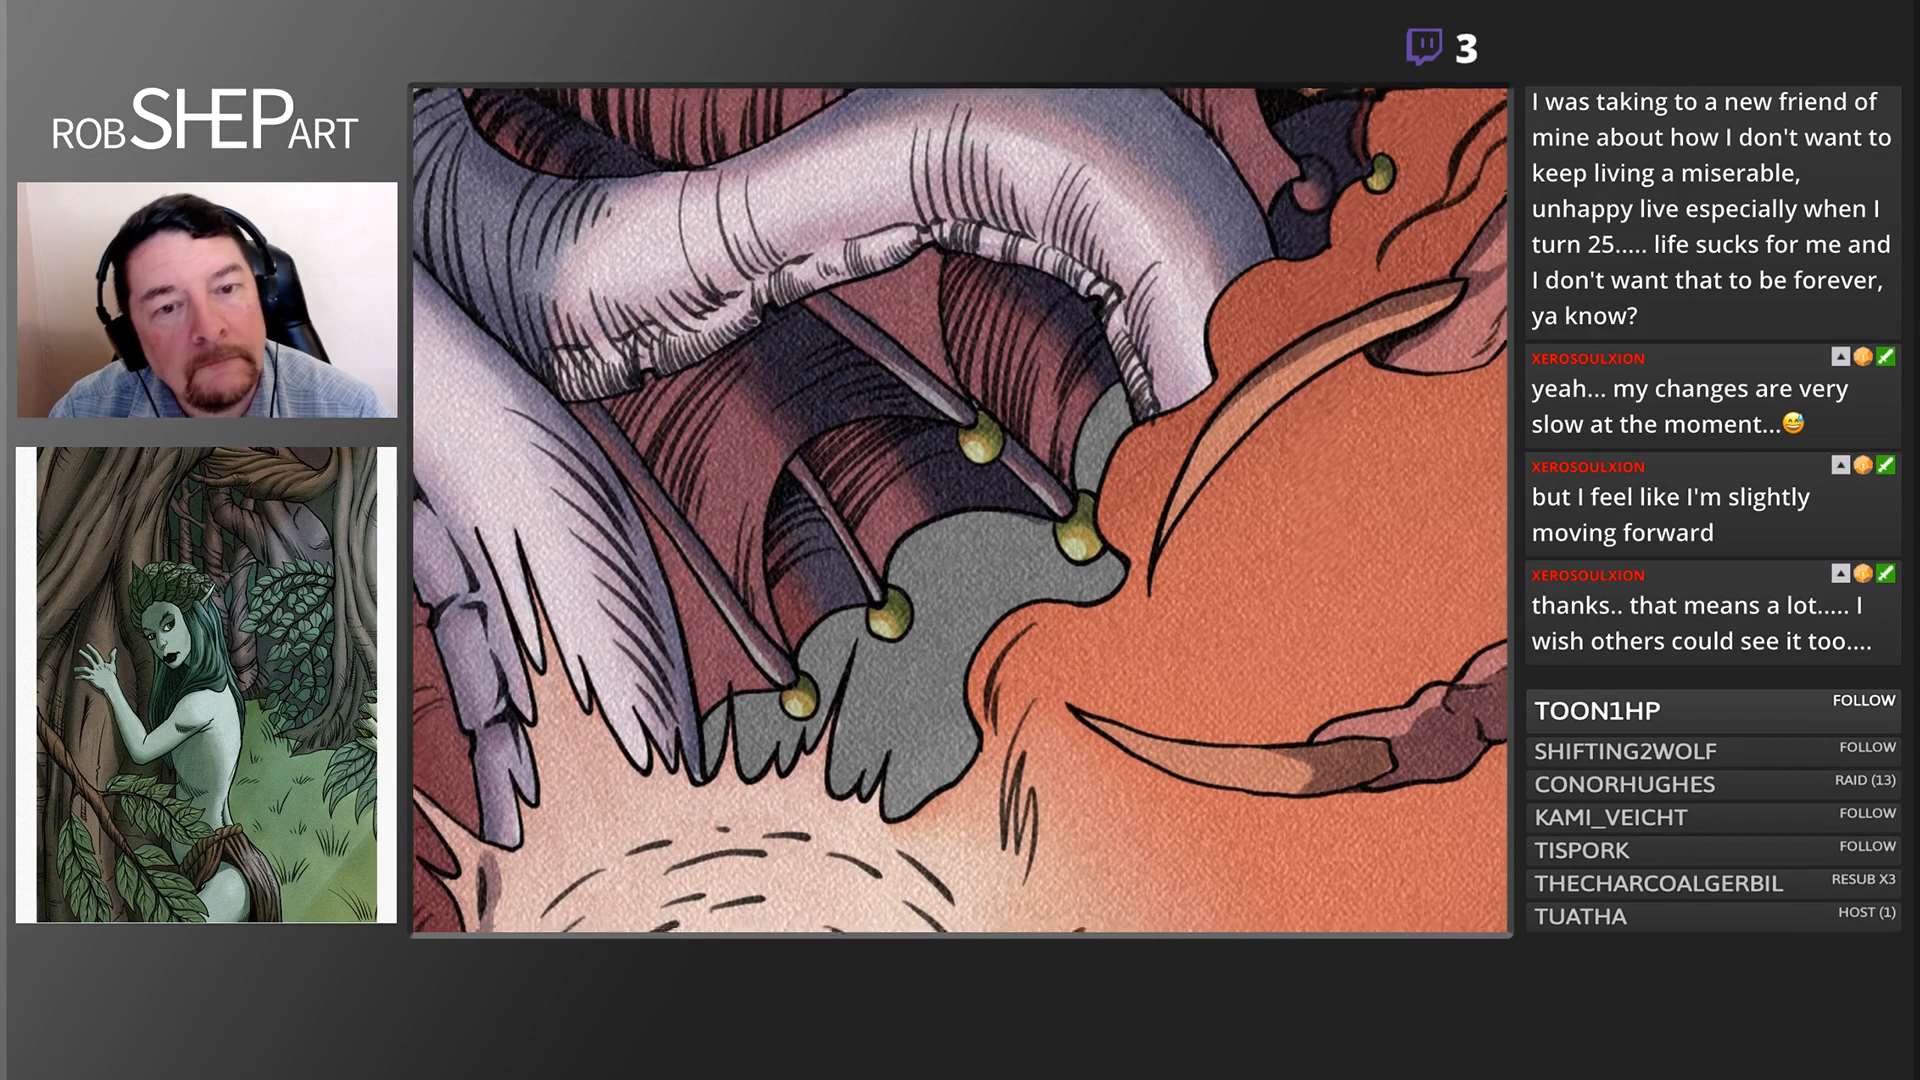 ROB SHEP ART
3
I was taking to a new friend of
mine about how I don't want to
keep living a miserable,
unhappy live especially when I
turn 25..... life sucks for me and
I don't want that to be forever,
ya know?
XEROSOULXION
yeah... my changes are very
slow at the moment...😅
XEROSOULXION
but I feel like I'm slightly
moving forward
XEROSOULXION
thanks.. that means a lot..... I
wish others could see it too....
TOON1HP FOLLOW
SHIFTING2WOLF FOLLOW
CONORHUGHES RAID (13)
KAMI_VEICHT FOLLOW
TISPORK FOLLOW
THECHARCOALGERBIL RESUB X3
TUATHA HOST (1)